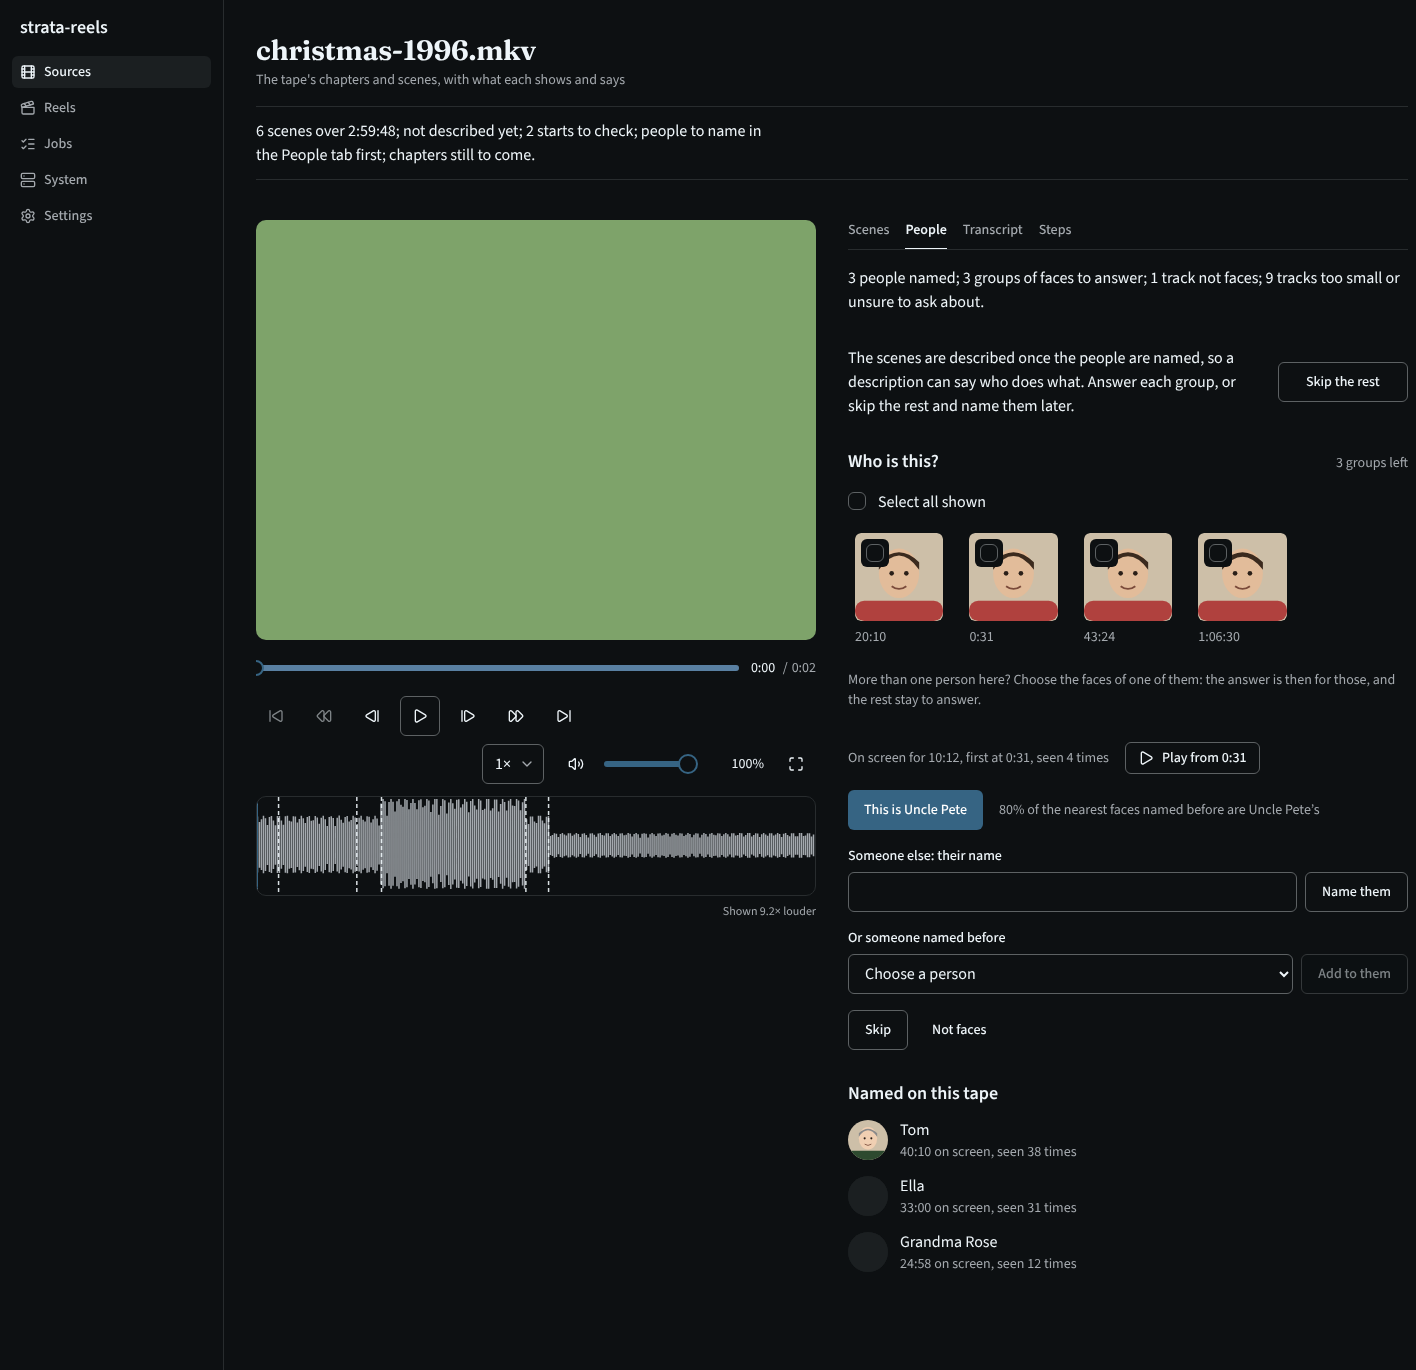 strata-reels
Sources
Reels
Jobs
System
Settings
christmas-1996.mkv
The tape's chapters and scenes, with what each shows and says
6 scenes over 2:59:48; not described yet; 2 starts to check; people to name in
the People tab first; chapters still to come.
0:00 / 0:02
1×
100%
Shown 9.2× louder
Scenes People Transcript Steps
3 people named; 3 groups of faces to answer; 1 track not faces; 9 tracks too small or
unsure to ask about.
The scenes are described once the people are named, so a
description can say who does what. Answer each group, or
skip the rest and name them later.
Skip the rest
Who is this?
3 groups left
Select all shown
20:10 0:31 43:24 1:06:30
More than one person here? Choose the faces of one of them: the answer is then for those, and
the rest stay to answer.
On screen for 10:12, first at 0:31, seen 4 times
Play from 0:31
This is Uncle Pete
80% of the nearest faces named before are Uncle Pete's
Someone else: their name
Name them
Or someone named before
Choose a person
Add to them
Skip
Not faces
Named on this tape
Tom
40:10 on screen, seen 38 times
Ella
33:00 on screen, seen 31 times
Grandma Rose
24:58 on screen, seen 12 times